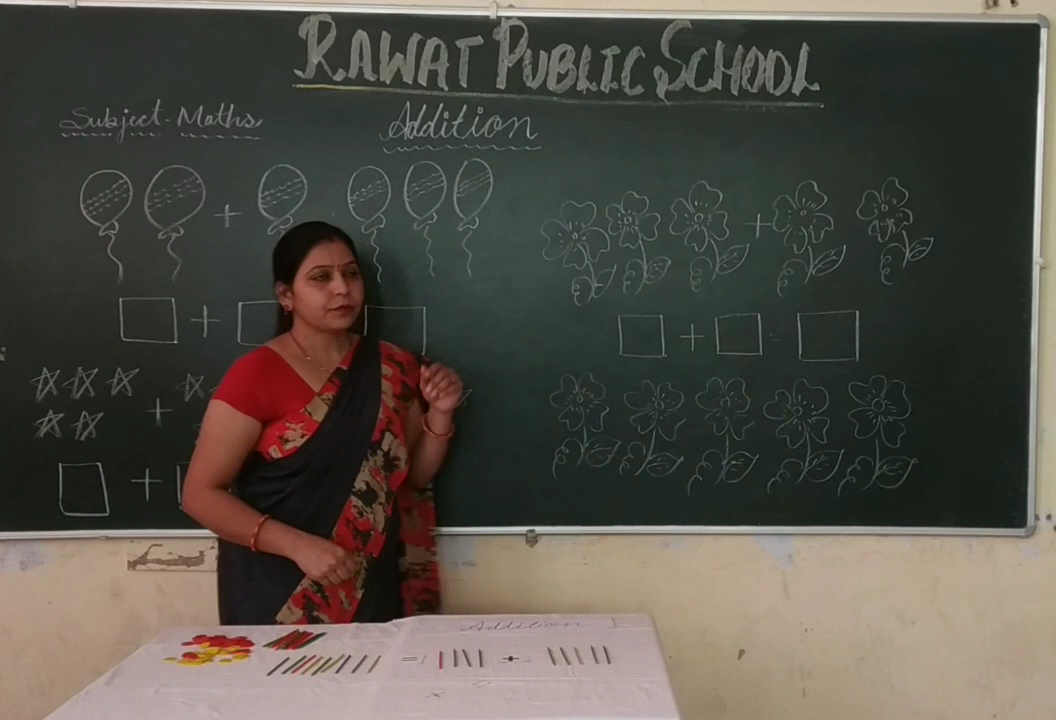 RAWAT PUBLIC SCHOOL
Subject - Maths
Addition
+
+
+ =
+
+
+
Addition
= +